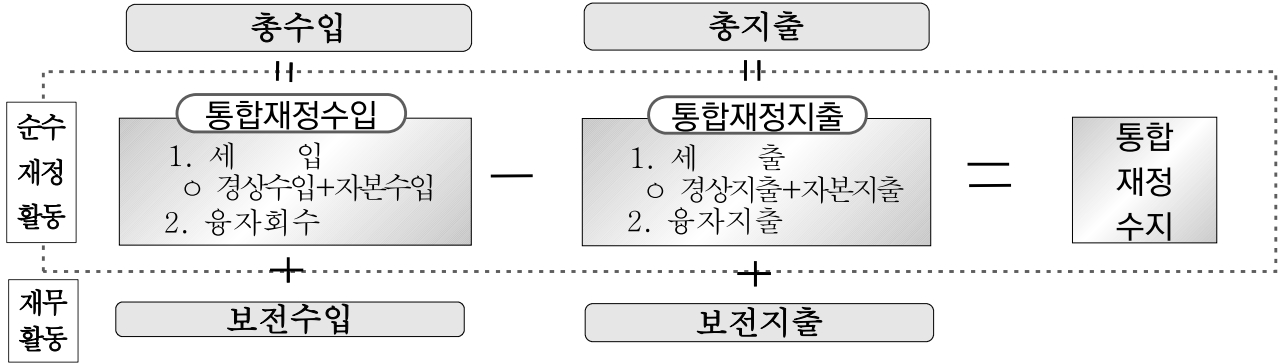 총수입
총지출
순수
재정
활동
통합재정수입
1. 세 입
ㅇ 경상수입+자본수입
2. 융자회수
－
통합재정지출
1. 세 출
ㅇ 경상지출+자본지출
2. 융자지출
＝
통합
재정
수지
+
+
재무
활동
보전수입
보전지출